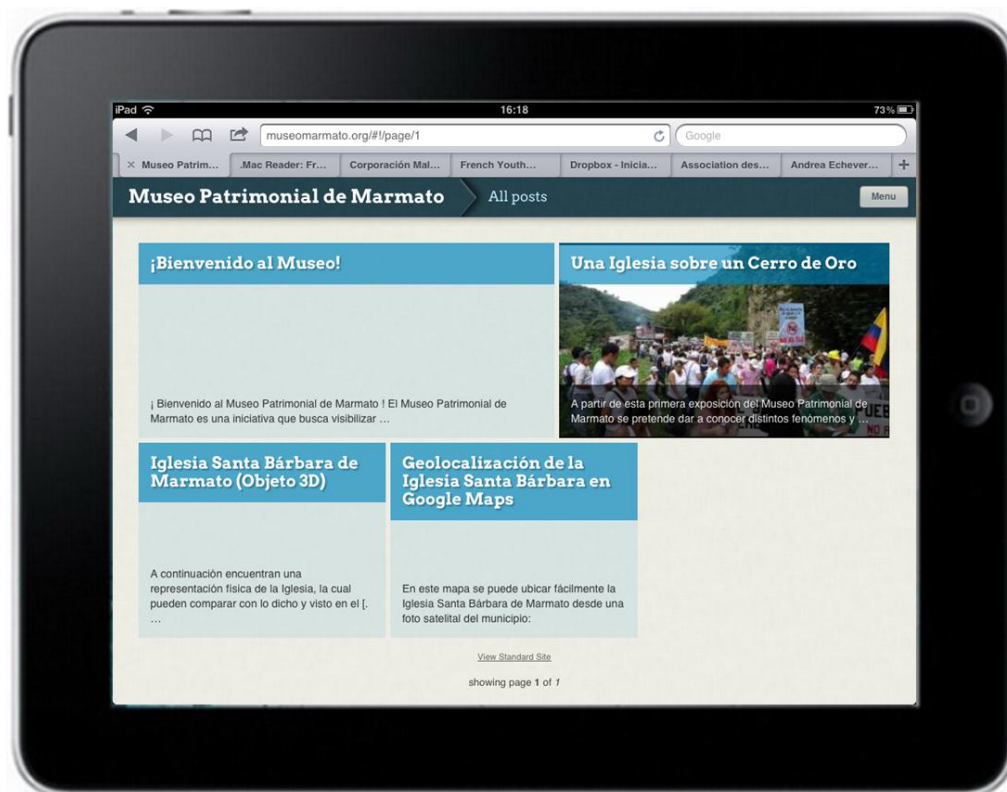 iPad 16:18 73%
museomarmato.org/#!/page/1 Google
Museo Patrim... .Mac Reader: Fr... Corporación Mal... French Youth... Dropbox - Inicia... Association des... Andrea Echever... +
Museo Patrimonial de Marmato All posts Menu
¡Bienvenido al Museo!
¡ Bienvenido al Museo Patrimonial de Marmato ! El Museo Patrimonial de
Marmato es una iniciativa que busca visibilizar ...
Una Iglesia sobre un Cerro de Oro
A partir de esta primera exposición del Museo Patrimonial de
Marmato se pretende dar a conocer distintos fenómenos y ...
Iglesia Santa Bárbara de
Marmato (Objeto 3D)
A continuación encuentran una
representación física de la Iglesia, la cual
pueden comparar con lo dicho y visto en el [.
...
Geolocalización de la
Iglesia Santa Bárbara en
Google Maps
En este mapa se puede ubicar fácilmente la
Iglesia Santa Bárbara de Marmato desde una
foto satelital del municipio:
View Standard Site
showing page 1 of 1